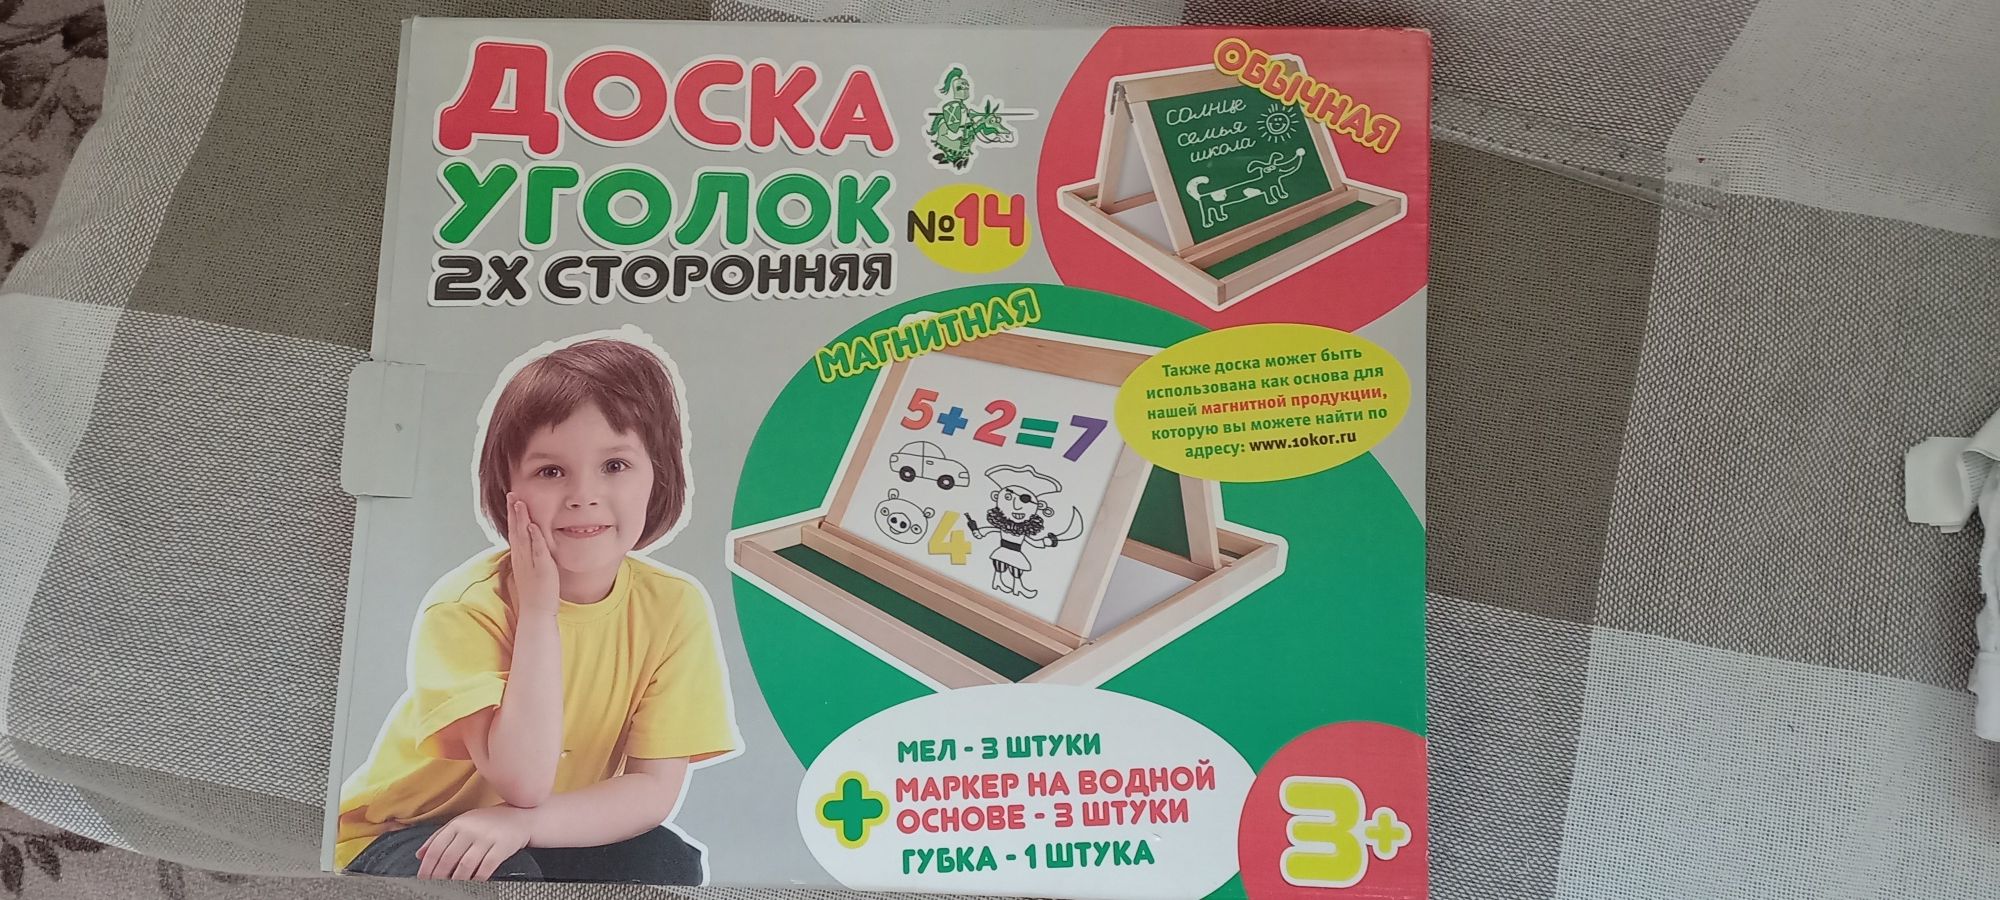 ДОСКА
УГОЛОК
2Х СТОРОННЯЯ
№14
ОБЫЧНАЯ
СОЛНЦЕ
семья
школа
МАГНИТНАЯ
5+2=7
4
Также доска может быть
использована как основа для
нашей магнитной продукции,
которую вы можете найти по
адресу: www.10kor.ru
МЕЛ - 3 ШТУКИ
+ МАРКЕР НА ВОДНОЙ
ОСНОВЕ - 3 ШТУКИ
ГУБКА - 1 ШТУКА
3+